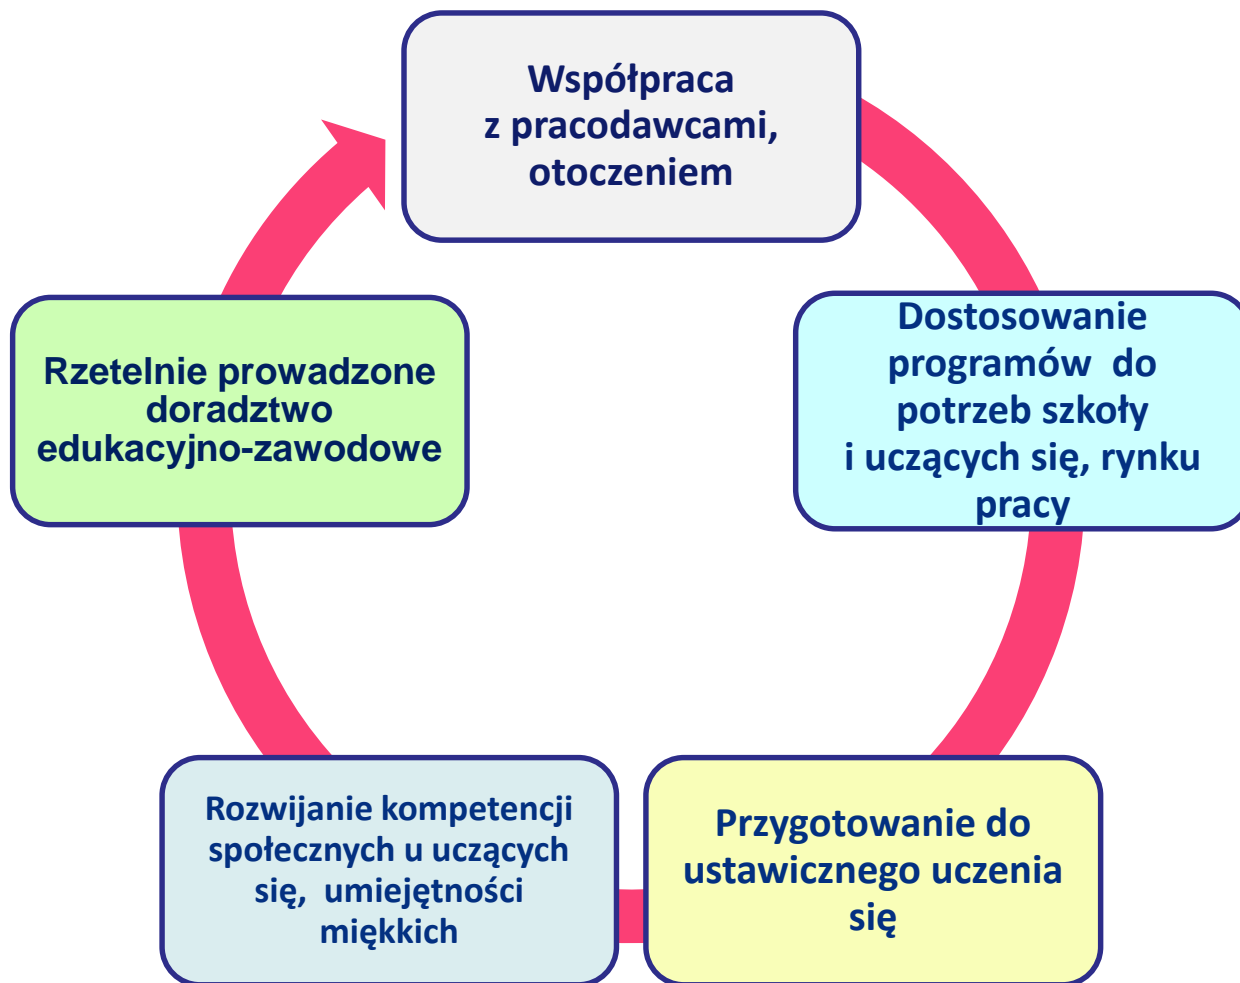 Współpraca
z pracodawcami,
otoczeniem
Dostosowanie
programów do
potrzeb szkoły
i uczących się, rynku
pracy
Przygotowanie do
ustawicznego uczenia
się
Rozwijanie kompetencji
społecznych u uczących
się, umiejętności
miękkich
Rzetelnie prowadzone
doradztwo
edukacyjno-zawodowe